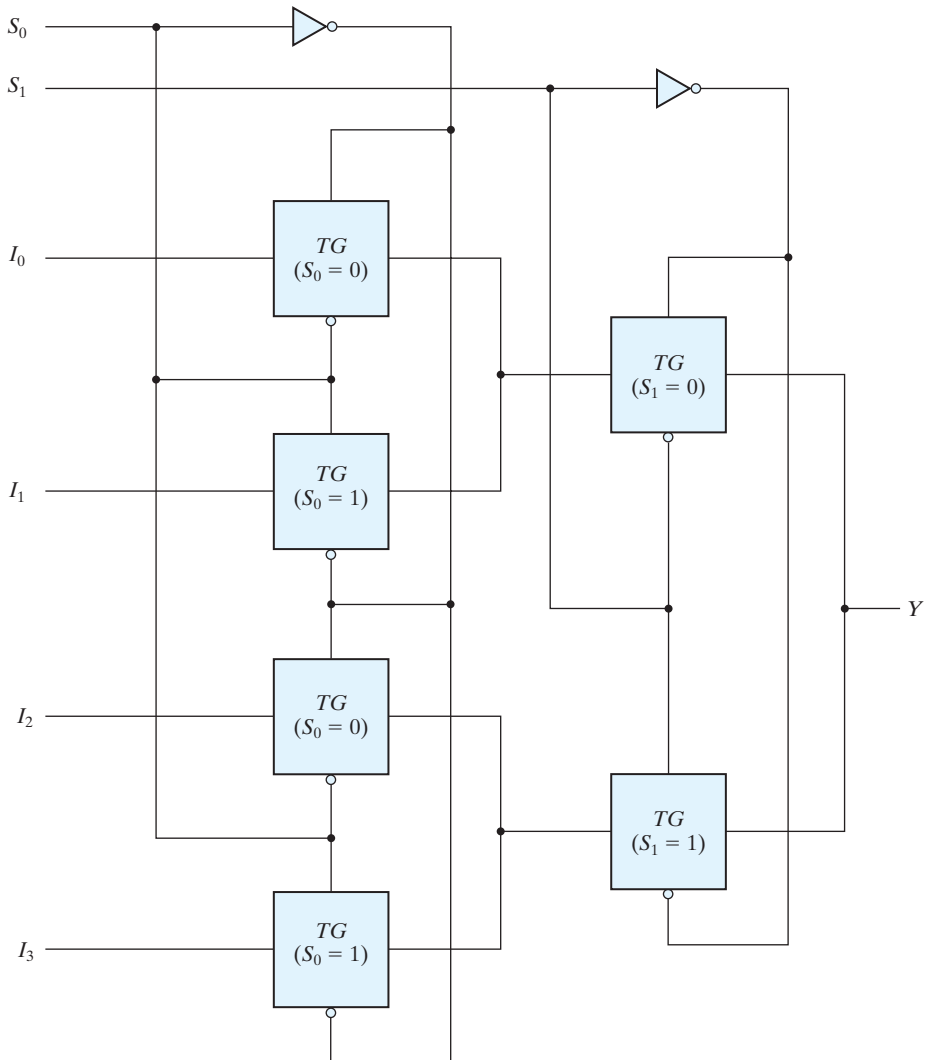 S₀
S₁
TG
(S₀ = 0)
I₀
TG
(S₁ = 0)
TG
(S₀ = 1)
I₁
Y
TG
(S₀ = 0)
I₂
TG
(S₁ = 1)
TG
(S₀ = 1)
I₃